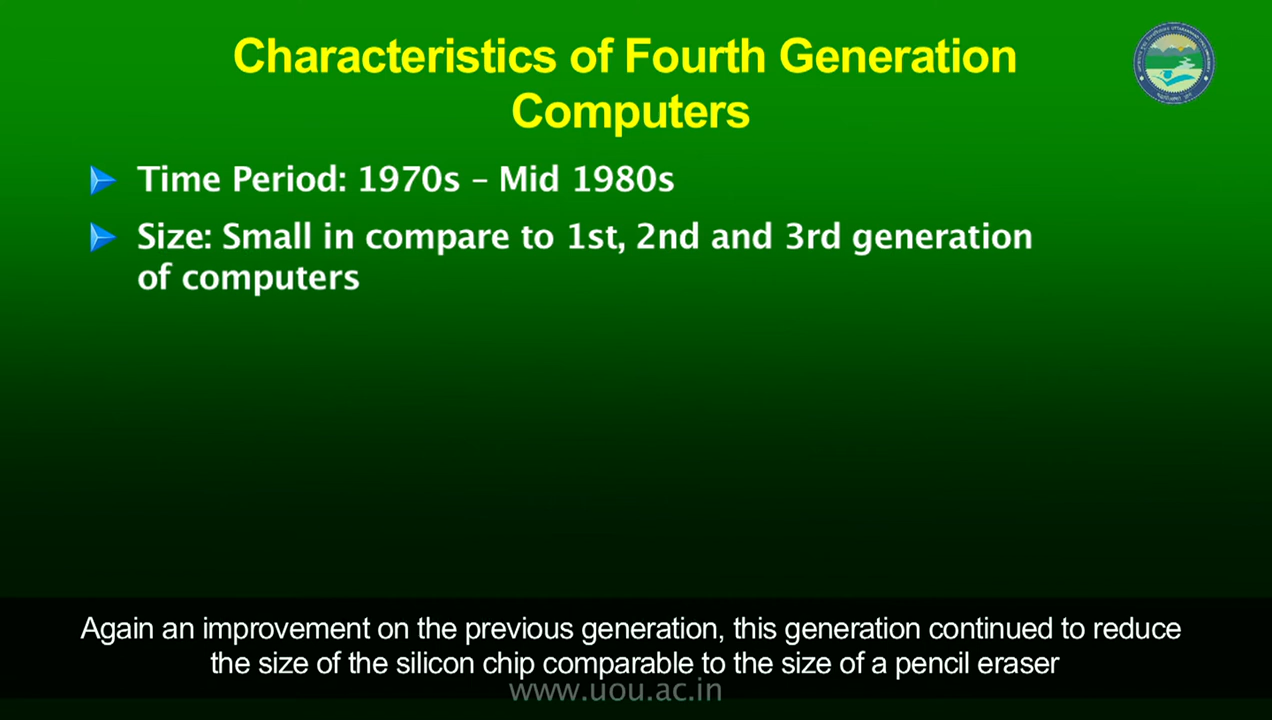 Characteristics of Fourth Generation
Computers
Time Period: 1970s – Mid 1980s
Size: Small in compare to 1st, 2nd and 3rd generation
of computers
Again an improvement on the previous generation, this generation continued to reduce
the size of the silicon chip comparable to the size of a pencil eraser
www.uou.ac.in